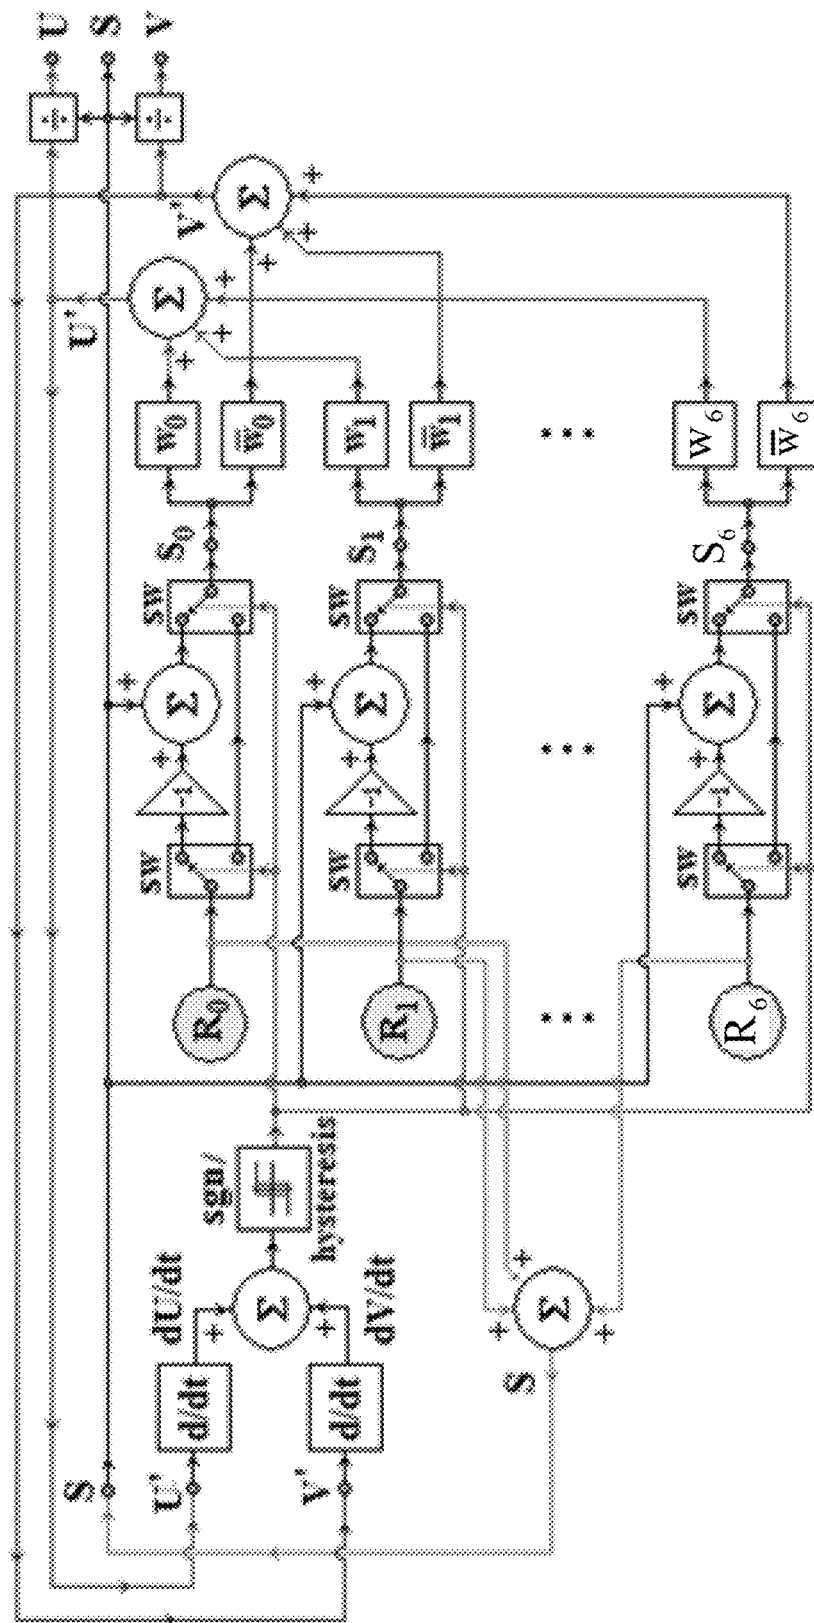 U
S
V
÷
÷
U'
V'
Σ
Σ
+
+
+
+
+
+
w₀
w̿₀
w₁
w̿₁
...
W₆
w̿₆
S₀
S₁
S₆
sw
sw
sw
+
+
+
Σ
Σ
Σ
...
+
+
+
-1
-1
-1
sw
sw
sw
R₀
R₁
...
R₆
sgn/
hysteresis
dU/dt
+
Σ
+
dV/dt
d/dt
d/dt
S
U'
V'
+
+
Σ
+
S